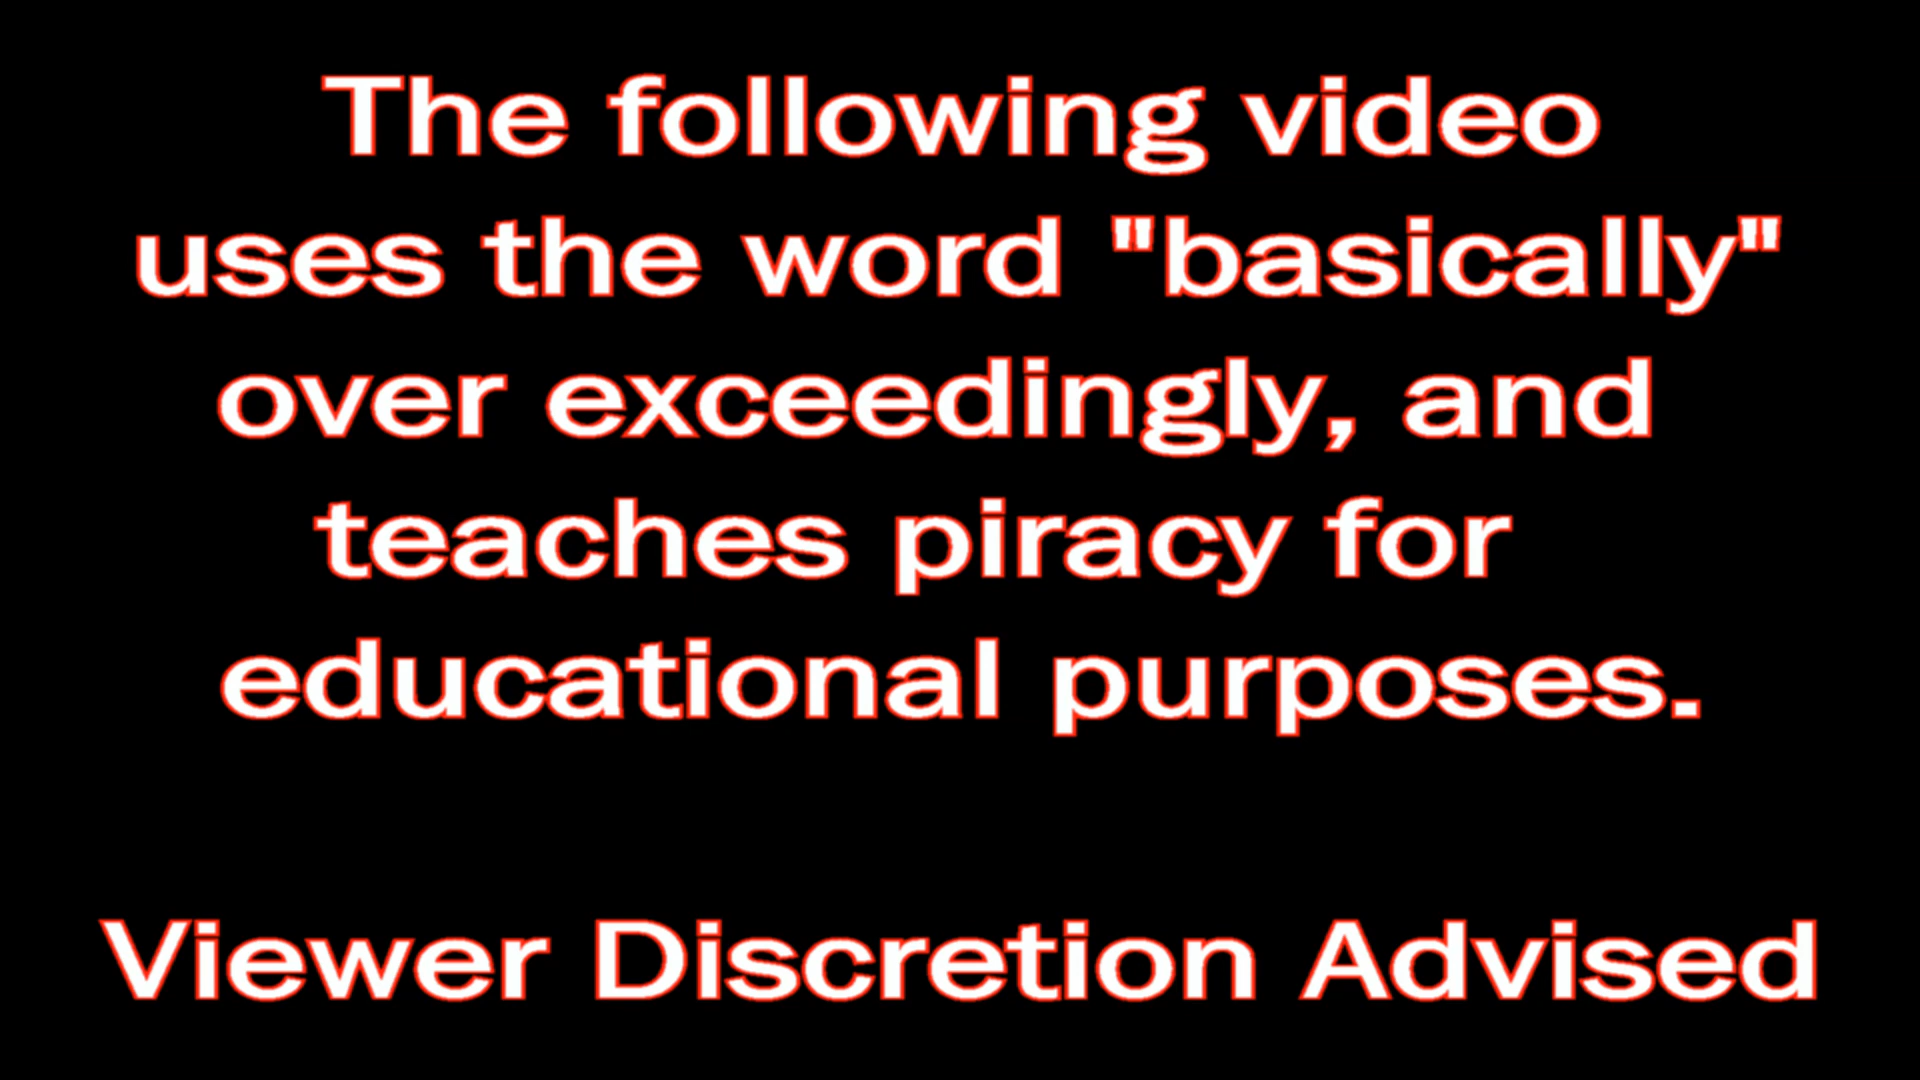 The following video
uses the word "basically"
over exceedingly, and
teaches piracy for
educational purposes.
Viewer Discretion Advised